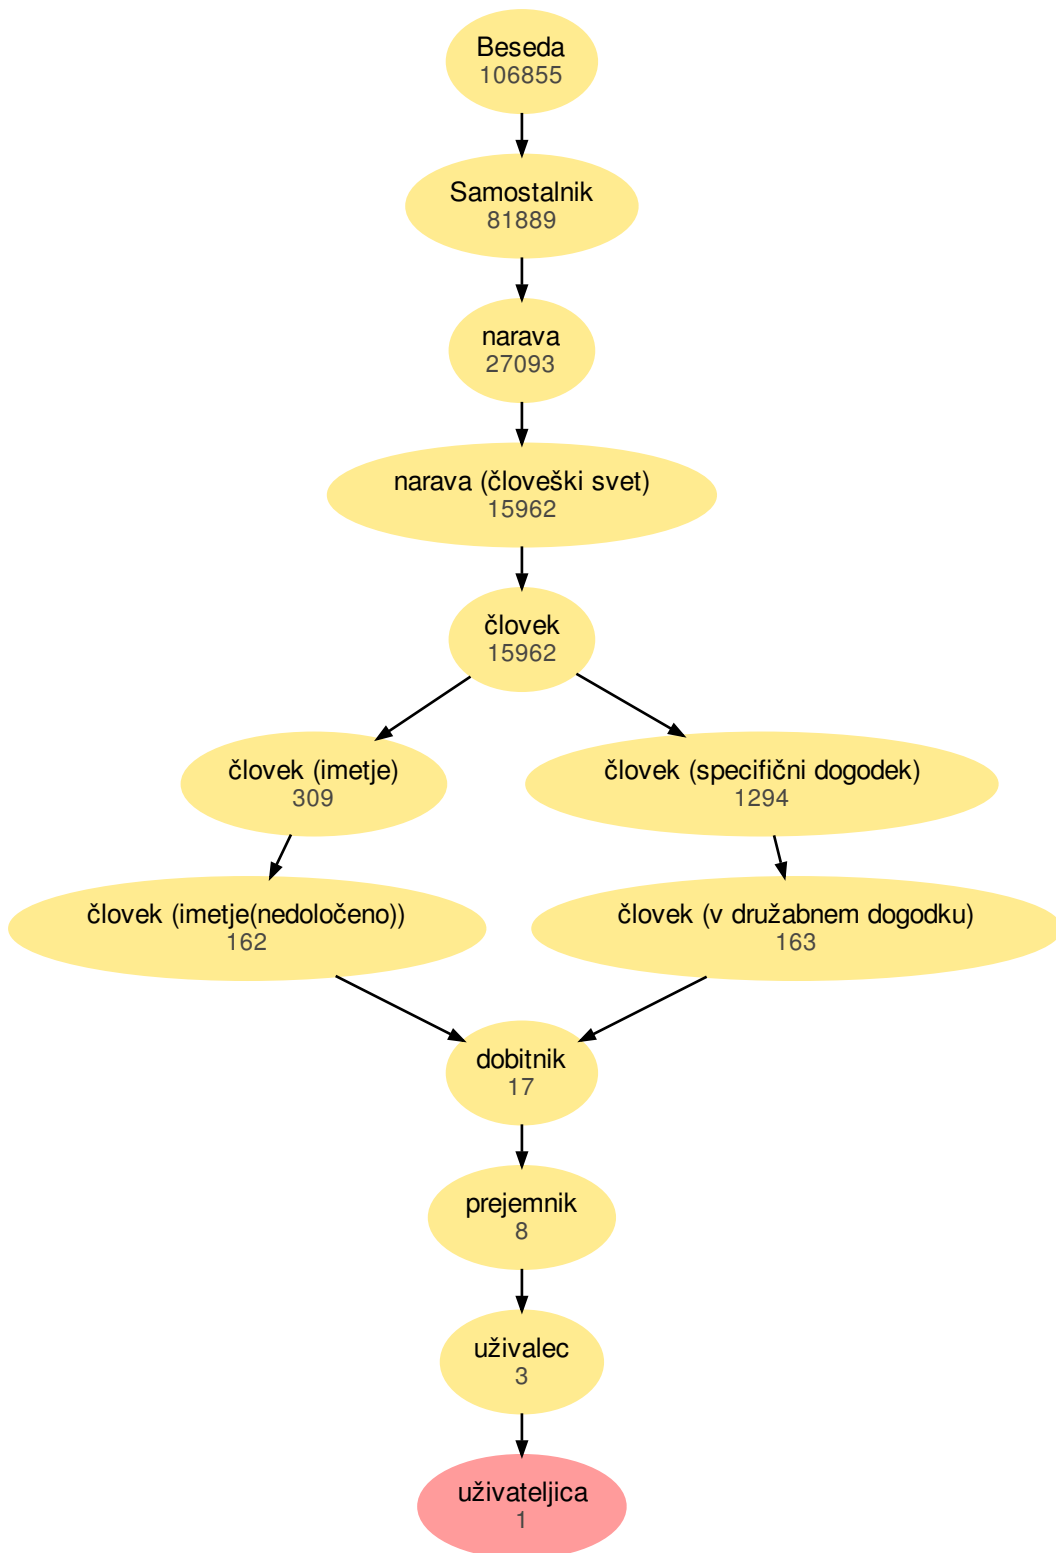 Beseda
106855
Samostalnik
81889
narava
27093
narava (človeški svet)
15962
človek
15962
človek (imetje)
309
človek (specifični dogodek)
1294
človek (imetje(nedoločeno))
162
človek (v družabnem dogodku)
163
dobitnik
17
prejemnik
8
uživalec
3
uživateljica
1